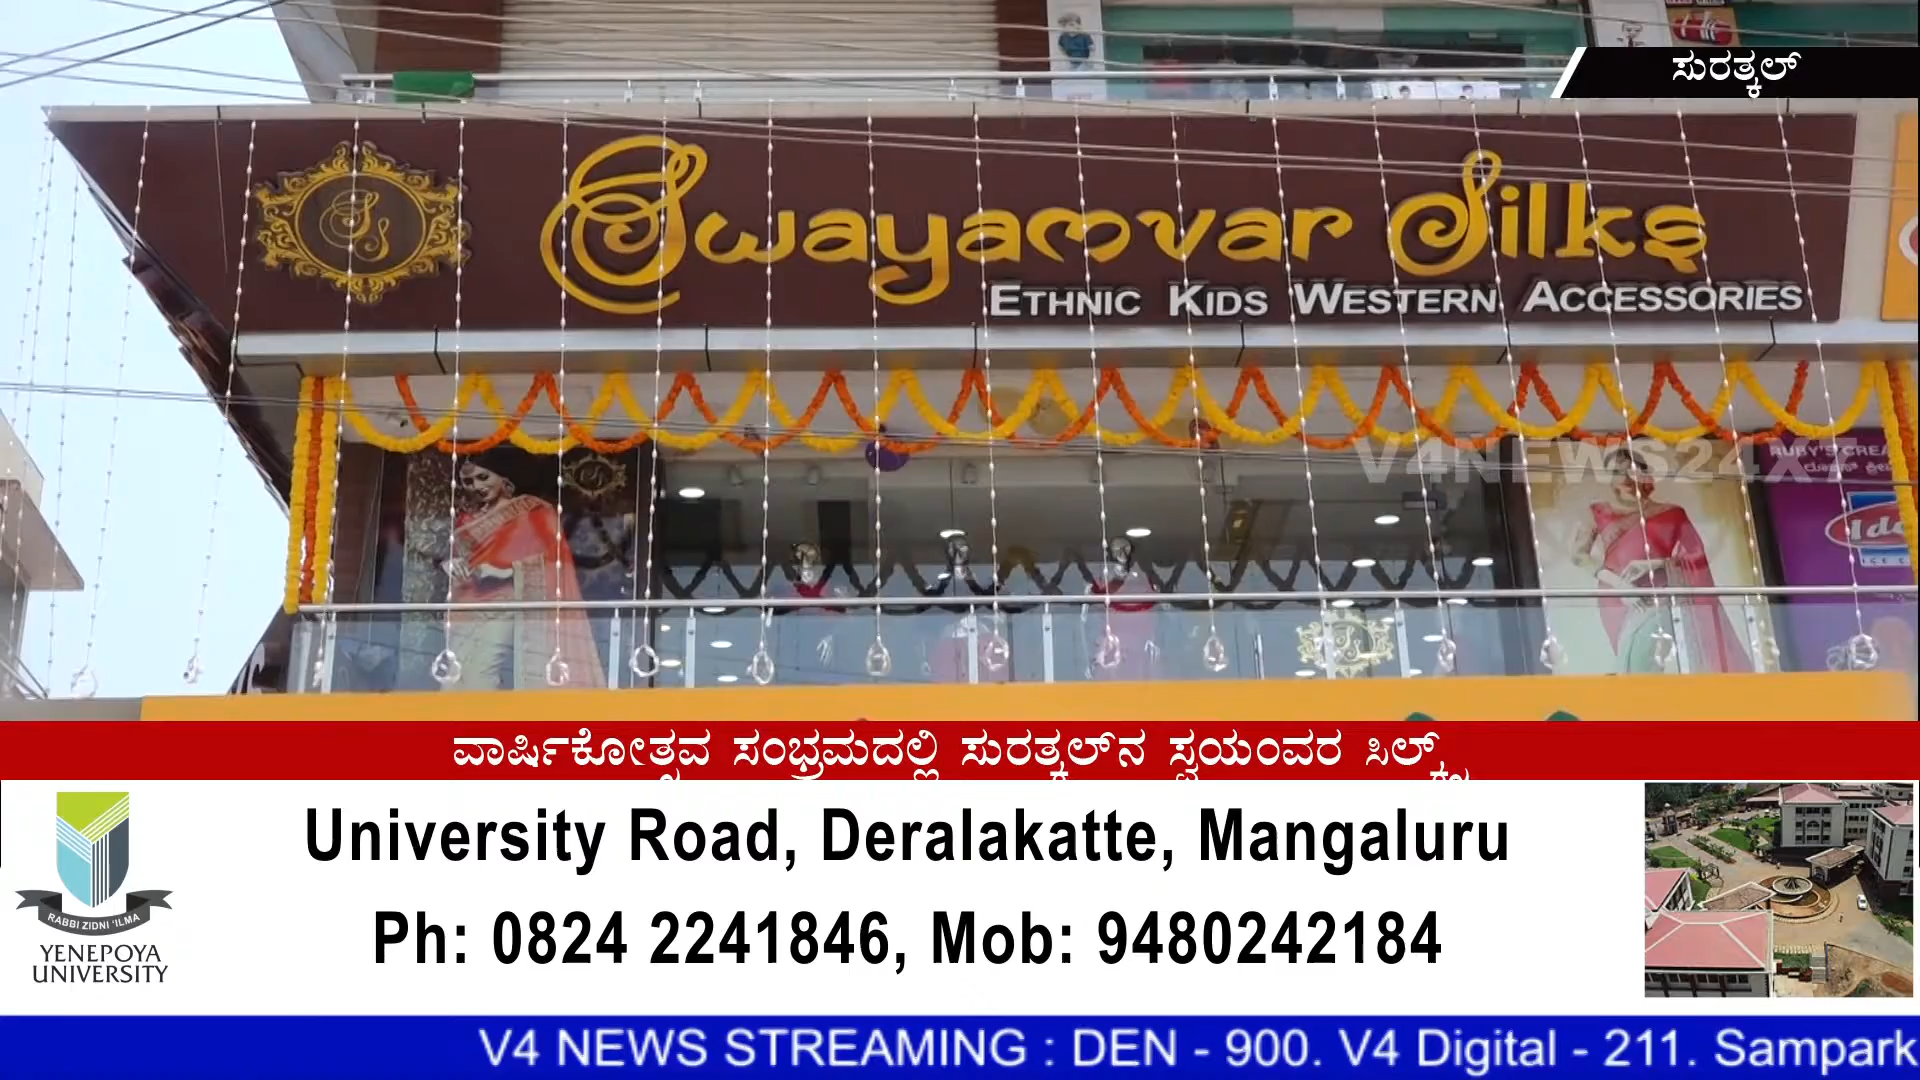 ಸುರತ್ಕಲ್
Swayamvar Silks
ETHNIC KIDS WESTERN ACCESSORIES
V4NEWS24X7
RUBY'S CREA
ವಾರ್ಷಿಕೋತ್ಸವ ಸಂಭ್ರಮದಲ್ಲಿ ಸುರತ್ಕಲ್‌ನ ಸ್ವಯಂವರ ಸಿಲ್ಕ್ಸ್
University Road, Deralakatte, Mangaluru
Ph: 0824 2241846, Mob: 9480242184
RABBI ZIDNI 'ILMA
YENEPOYA
UNIVERSITY
V4 NEWS STREAMING : DEN - 900. V4 Digital - 211. Sampark